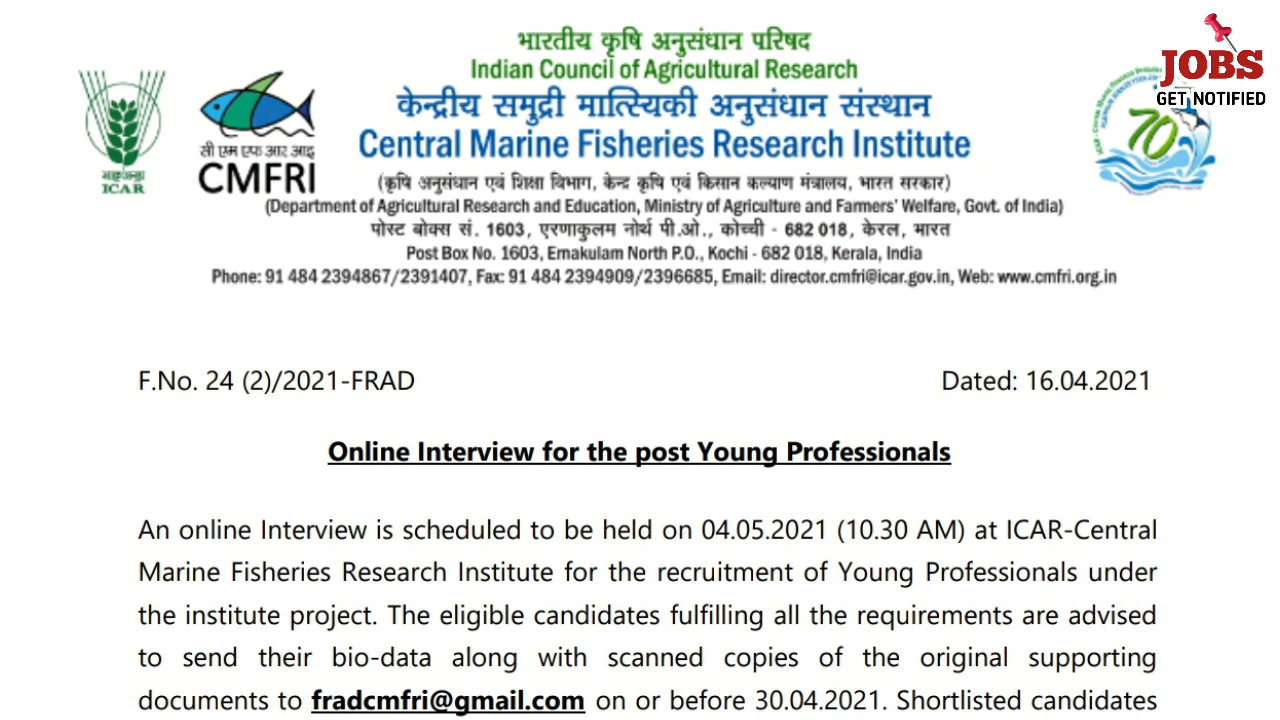 भारतीय कृषि अनुसंधान परिषद
Indian Council of Agricultural Research
केन्द्रीय समुद्री मात्स्यिकी अनुसंधान संस्थान
Central Marine Fisheries Research Institute
(कृषि अनुसंधान एवं शिक्षा विभाग, केन्द्र कृषि एवं किसान कल्याण मंत्रालय, भारत सरकार)
(Department of Agricultural Research and Education, Ministry of Agriculture and Farmers' Welfare, Govt. of India)
पोस्ट बोक्स सं. 1603, एरणाकुलम नोर्थ पी.ओ., कोच्ची - 682 018, केरल, भारत
Post Box No. 1603, Ernakulam North P.O., Kochi - 682 018, Kerala, India
Phone: 91 484 2394867/2391407, Fax: 91 484 2394909/2396685, Email: director.cmfri@icar.gov.in, Web: www.cmfri.org.in
ICAR
सी एम एफ आर आइ
CMFRI
70
JOBS
GET NOTIFIED
F.No. 24 (2)/2021-FRAD Dated: 16.04.2021
Online Interview for the post Young Professionals
An online Interview is scheduled to be held on 04.05.2021 (10.30 AM) at ICAR-Central
Marine Fisheries Research Institute for the recruitment of Young Professionals under
the institute project. The eligible candidates fulfilling all the requirements are advised
to send their bio-data along with scanned copies of the original supporting
documents to fradcmfri@gmail.com on or before 30.04.2021. Shortlisted candidates